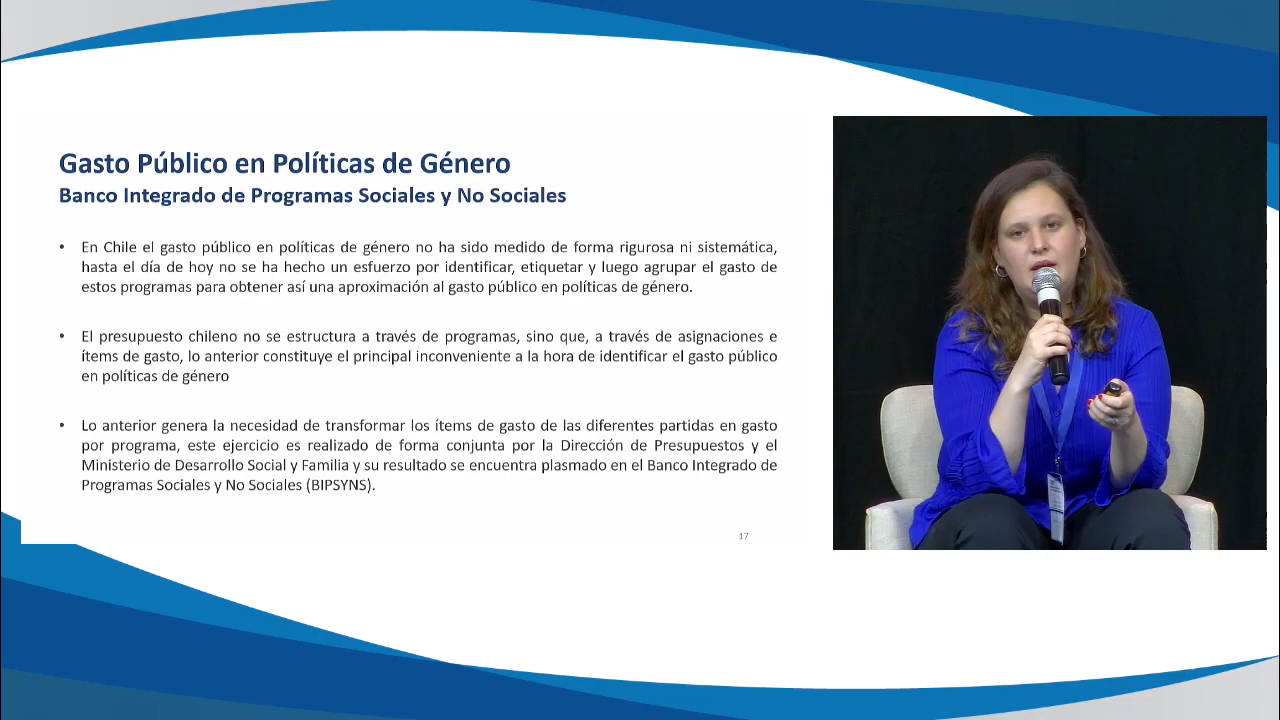 Gasto Público en Políticas de Género
Banco Integrado de Programas Sociales y No Sociales
• En Chile el gasto público en políticas de género no ha sido medido de forma rigurosa ni sistemática,
hasta el día de hoy no se ha hecho un esfuerzo por identificar, etiquetar y luego agrupar el gasto de
estos programas para obtener así una aproximación al gasto público en políticas de género.
• El presupuesto chileno no se estructura a través de programas, sino que, a través de asignaciones e
ítems de gasto, lo anterior constituye el principal inconveniente a la hora de identificar el gasto público
en políticas de género
• Lo anterior genera la necesidad de transformar los ítems de gasto de las diferentes partidas en gasto
por programa, este ejercicio es realizado de forma conjunta por la Dirección de Presupuestos y el
Ministerio de Desarrollo Social y Familia y su resultado se encuentra plasmado en el Banco Integrado de
Programas Sociales y No Sociales (BIPSYNS).
17